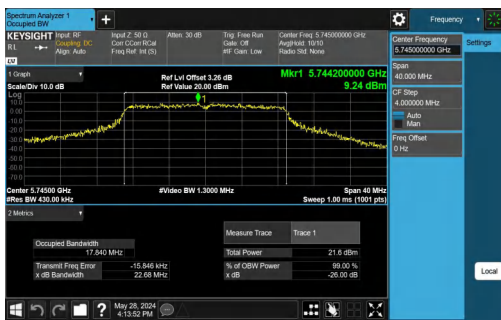 Spectrum Analyzer 1
Occupied BW
+
Frequency
KEYSIGHT Input: RF Input Z: 50 Ω Atten: 30 dB Trig: Free Run Center Freq: 5.745000000 GHz
RL Coupling: DC Corr CCorr RCal Gate: Off Avg|Hold: 10/10
Align: Auto Freq Ref: Int (S) #IF Gain: Low Radio Std: None
LXI
Center Frequency
5.745000000 GHz
Settings
Span
40.000 MHz
CF Step
4.000000 MHz
Auto
Man
Freq Offset
0 Hz
1 Graph
Scale/Div 10.0 dB
Ref Lvl Offset 3.26 dB
Ref Value 20.00 dBm
Mkr1 5.744200000 GHz
9.24 dBm
Log
10.0
0.00
-10.0
-20.0
-30.0
-40.0
-50.0
-60.0
-70.0
1
Center 5.74500 GHz #Video BW 1.3000 MHz Span 40 MHz
#Res BW 430.00 kHz Sweep 1.00 ms (1001 pts)
2 Metrics
Measure Trace Trace 1
Occupied Bandwidth
17.840 MHz Total Power 21.6 dBm
Transmit Freq Error -15.846 kHz % of OBW Power 99.00 %
x dB Bandwidth 22.68 MHz x dB -26.00 dB
Local
? May 28, 2024
4:13:52 PM